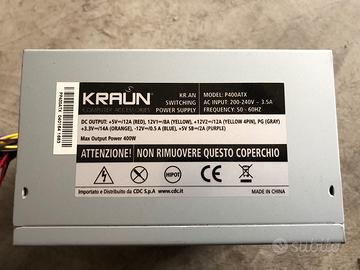 KRAUN
COMPUTER ACCESSORIES
KR.AN
SWITCHING
POWER SUPPLY
MODEL: P400ATX
AC INPUT: 200-240V ~ 3.5A
FREQUENCY: 50 - 60HZ
DC OUTPUT: +5V⎓/12A (RED), 12V1⎓/8A (YELLOW), +12V2⎓/12A (YELLOW 4PIN), PG (GRAY)
+3.3V⎓/14A (ORANGE), -12V⎓/0.5 A (BLUE), +5V SB⎓/2A (PURPLE)
Max Output Power 400W
ATTENZIONE! NON RIMUOVERE QUESTO COPERCHIO
Importato e Distribuito da CDC S.p.A www.cdc.it
HIPOT
CE
MADE IN CHINA
P400ATX
subito